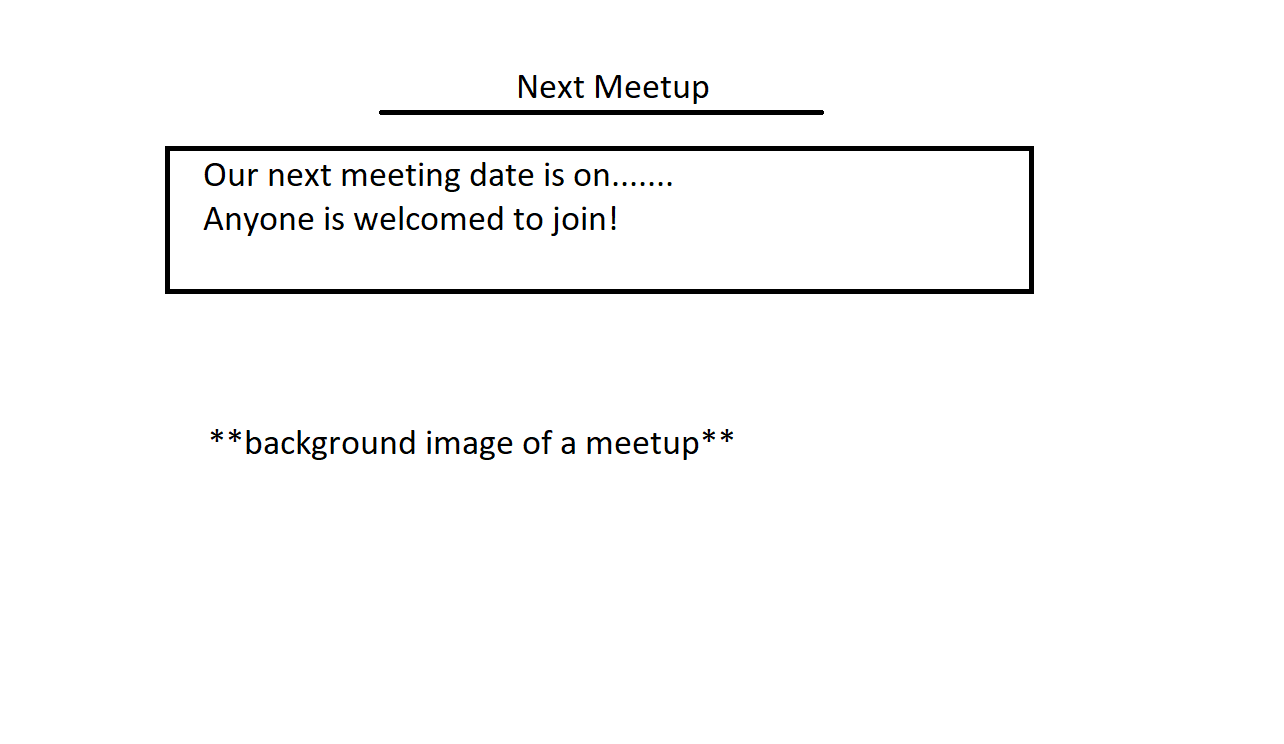 Next Meetup
Our next meeting date is on.......
Anyone is welcomed to join!
**background image of a meetup**